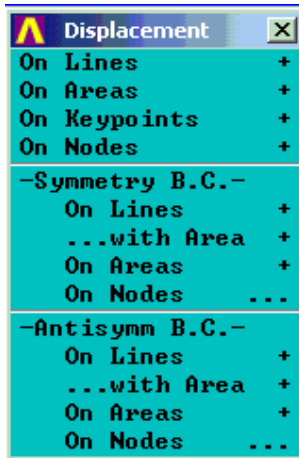 Displacement
On Lines +
On Areas +
On Keypoints +
On Nodes +
-Symmetry B.C.-
On Lines +
...with Area +
On Areas +
On Nodes ...
-Antisymm B.C.-
On Lines +
...with Area +
On Areas +
On Nodes ...